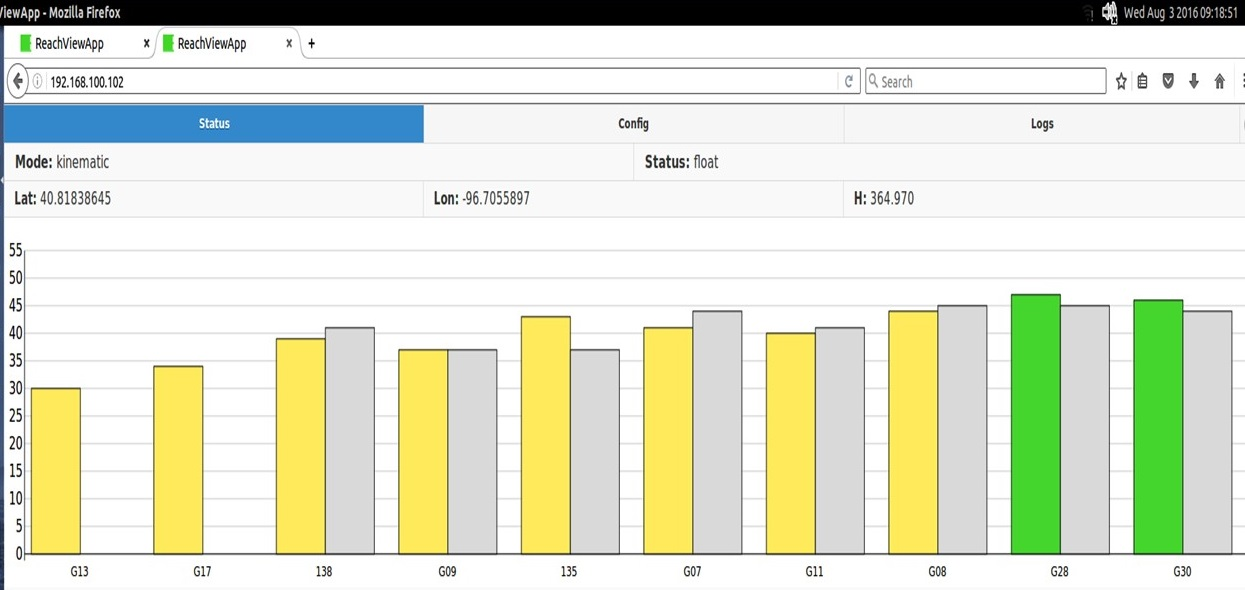 ViewApp - Mozilla Firefox Wed Aug 3 2016 09:18:51
ReachViewApp x ReachViewApp x +
192.168.100.102 Search
Status Config Logs
Mode: kinematic Status: float
Lat: 40.81838645 Lon: -96.7055897 H: 364.970
55
50
45
40
35
30
25
20
15
10
5
0
G13 G17 138 G09 135 G07 G11 G08 G28 G30